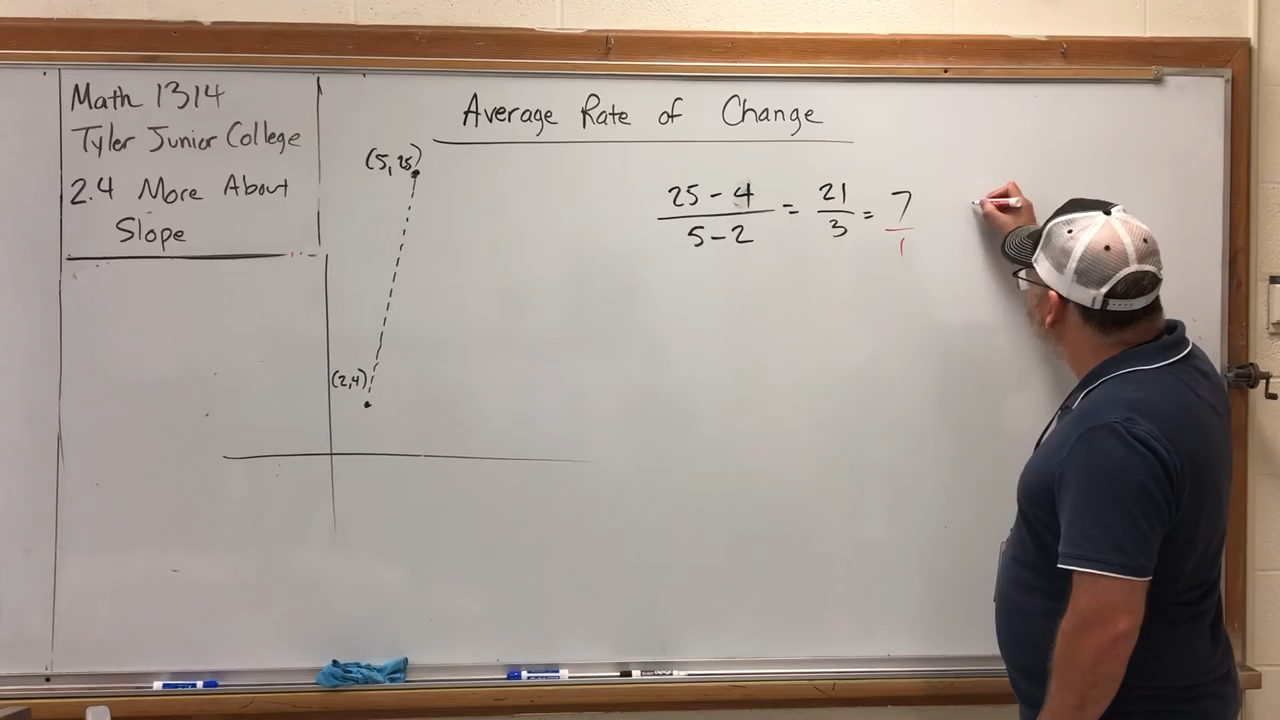 Math 1314
Tyler Junior College
2.4 More About
Slope
Average Rate of Change
(5, 25)
(2,4)
25 - 4 / 5 - 2 = 21 / 3 = 7 / 1